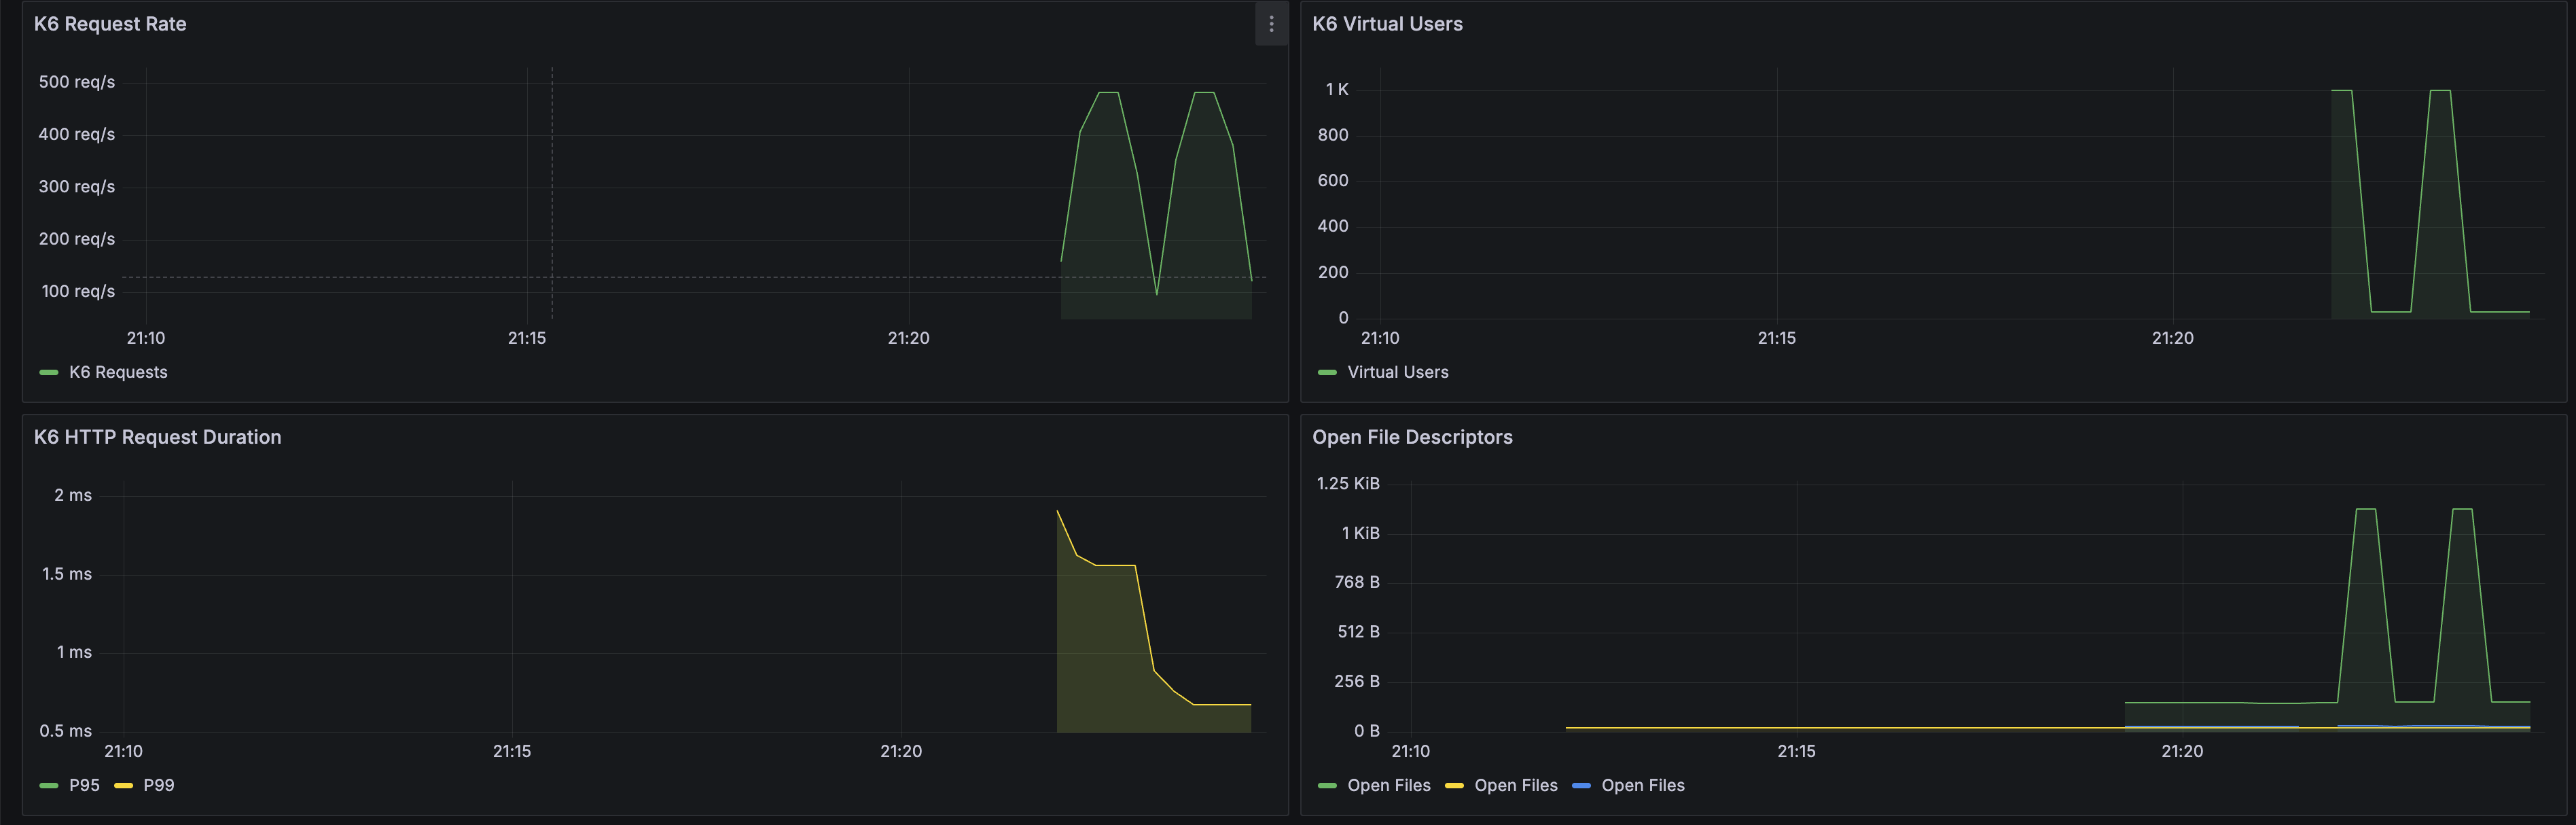 K6 Request Rate
500 req/s
400 req/s
300 req/s
200 req/s
100 req/s
21:10 21:15 21:20
K6 Requests
K6 Virtual Users
1 K
800
600
400
200
0
21:10 21:15 21:20
Virtual Users
K6 HTTP Request Duration
2 ms
1.5 ms
1 ms
0.5 ms
21:10 21:15 21:20
P95 P99
Open File Descriptors
1.25 KiB
1 KiB
768 B
512 B
256 B
0 B
21:10 21:15 21:20
Open Files Open Files Open Files